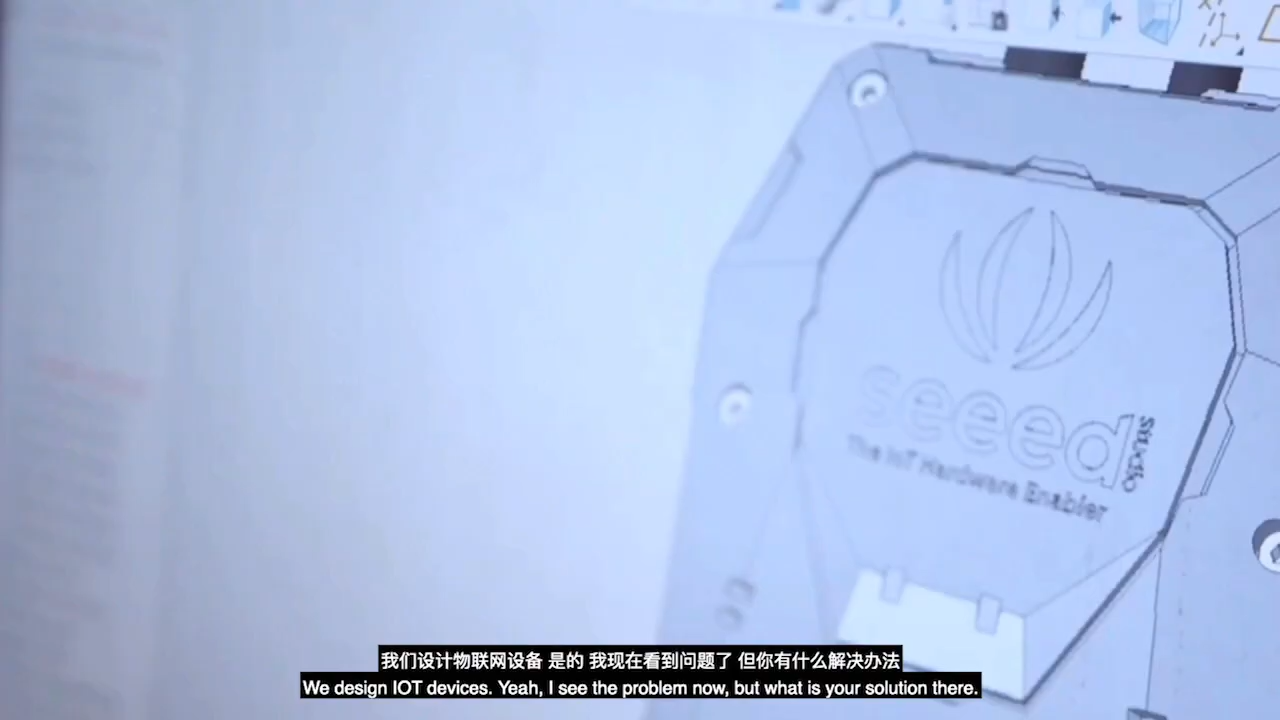 seeed
studio
The IoT Hardware Enabler
我们设计物联网设备 是的 我现在看到问题了 但你有什么解决办法
We design IOT devices. Yeah, I see the problem now, but what is your solution there.